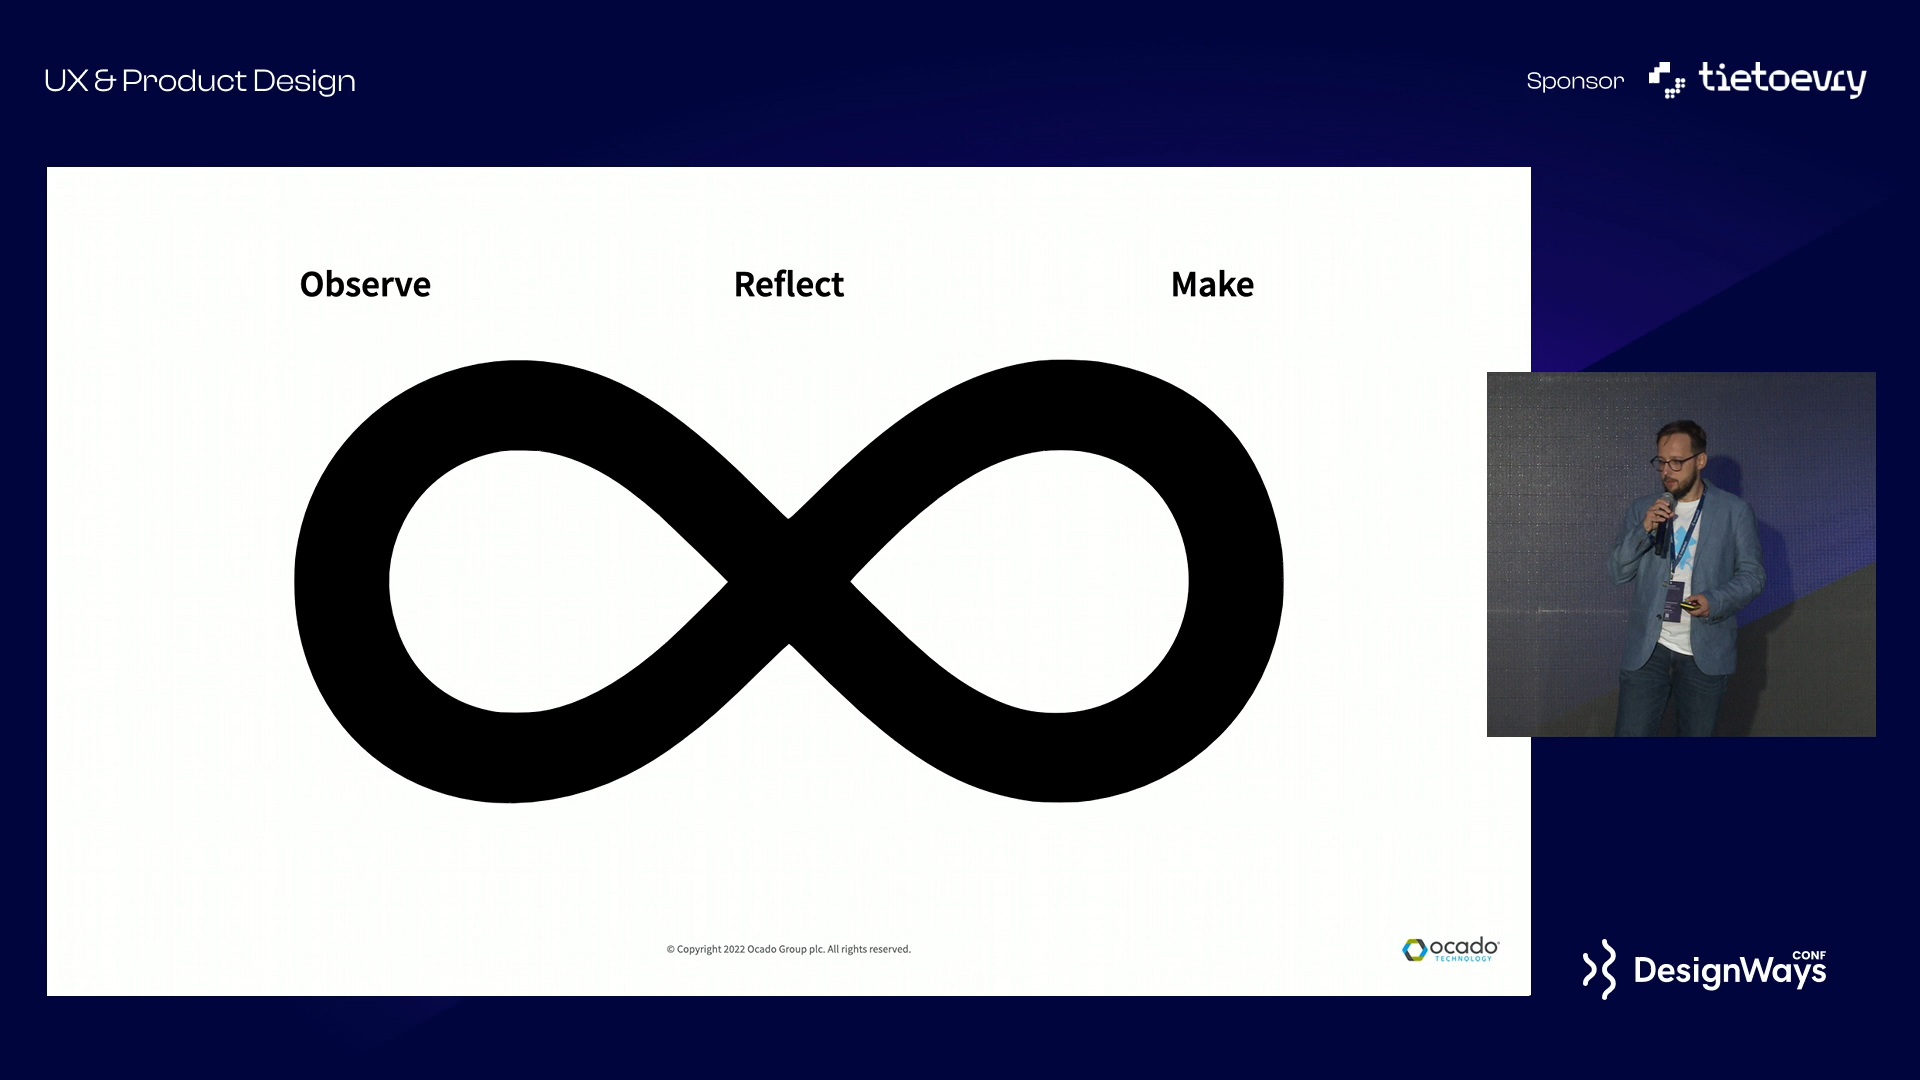 UX & Product Design
Sponsor tietoevry
Observe
Reflect
Make
© Copyright 2022 Ocado Group plc. All rights reserved.
ocado
TECHNOLOGY
DesignWays
CONF